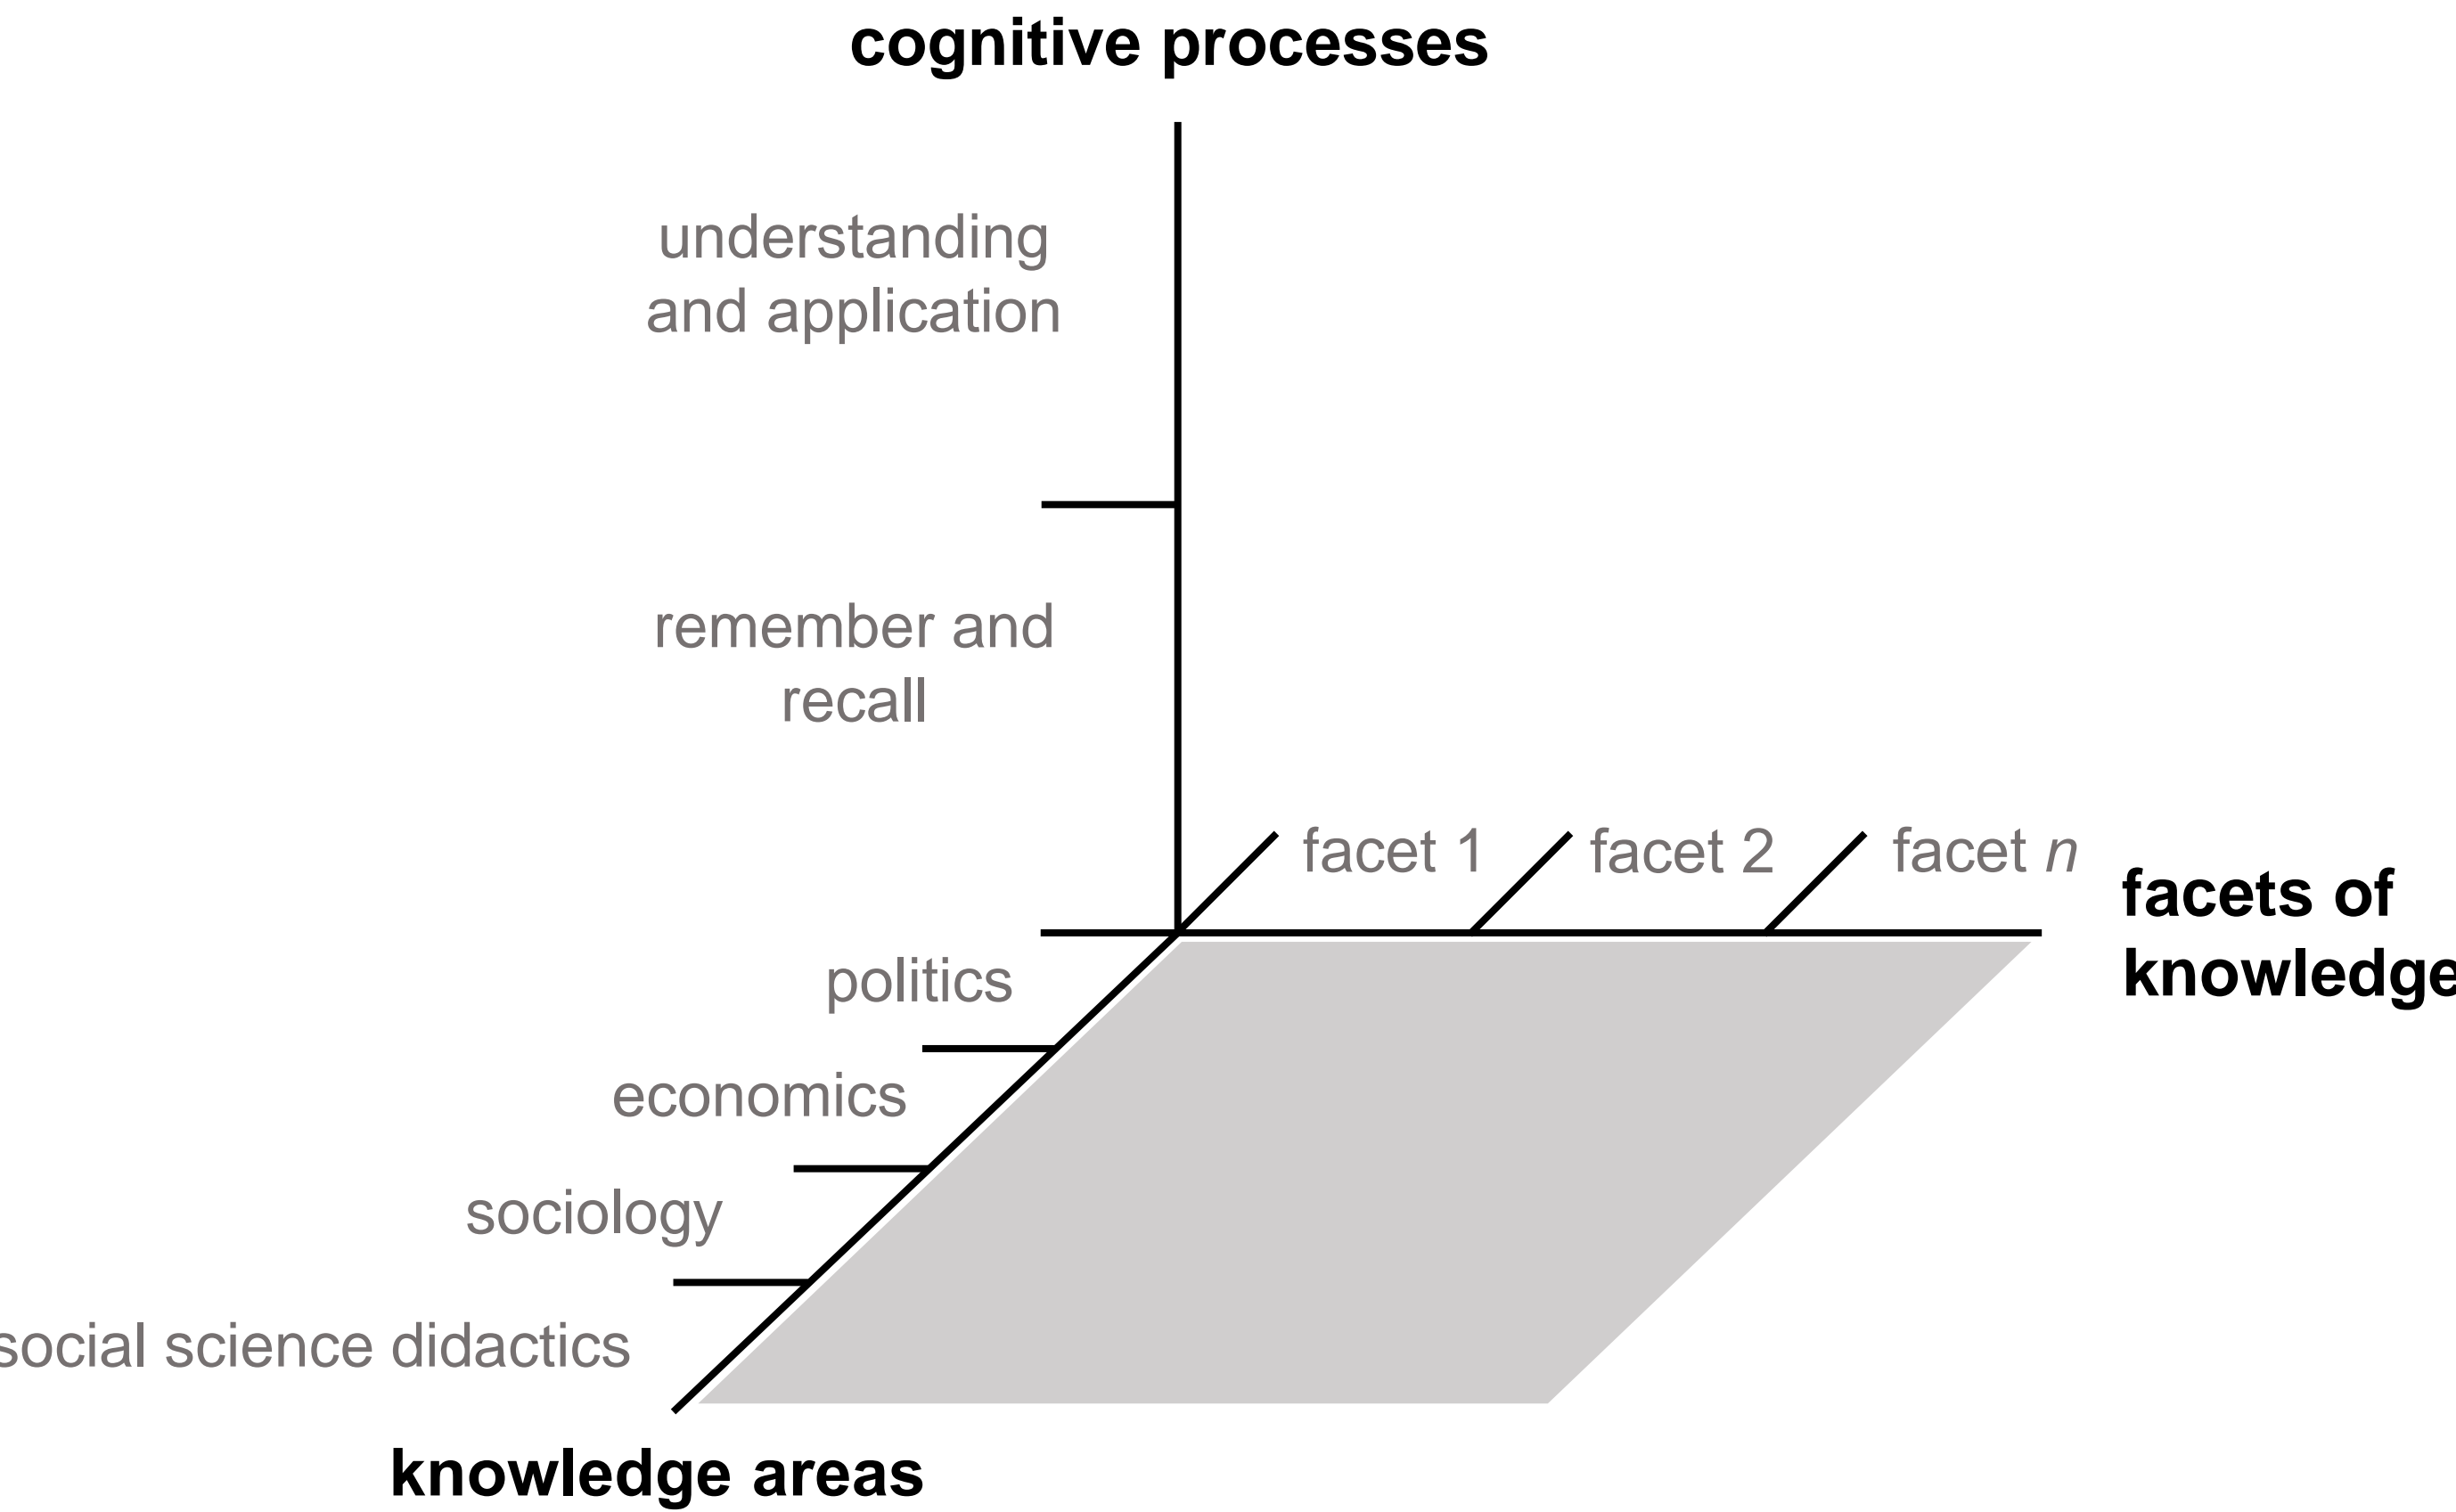 cognitive processes
understanding
and application
remember and
recall
facet 1
facet 2
facet n
facets of
knowledge
politics
economics
sociology
social science didactics
knowledge areas